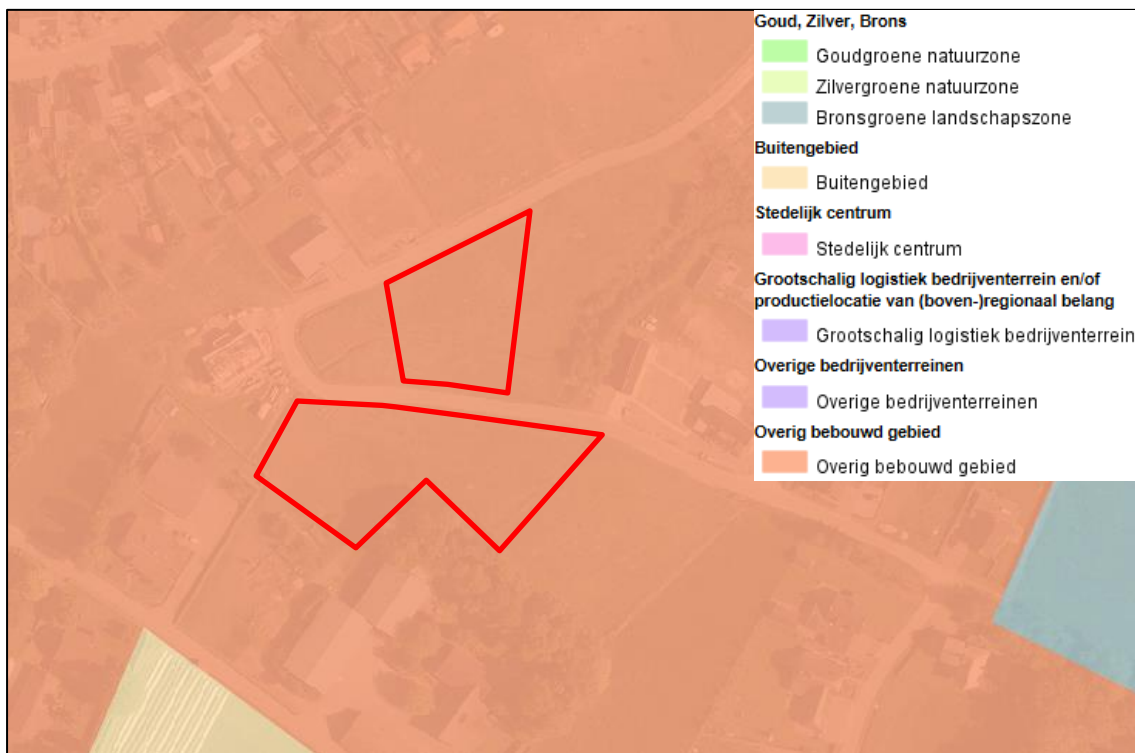 Goud, Zilver, Brons
Goudgroene natuurzone
Zilvergroene natuurzone
Bronsgroene landschapszone
Buitengebied
Buitengebied
Stedelijk centrum
Stedelijk centrum
Grootschalig logistiek bedrijventerrein en/of
productielocatie van (boven-)regionaal belang
Grootschalig logistiek bedrijventerrein
Overige bedrijventerreinen
Overige bedrijventerreinen
Overig bebouwd gebied
Overig bebouwd gebied